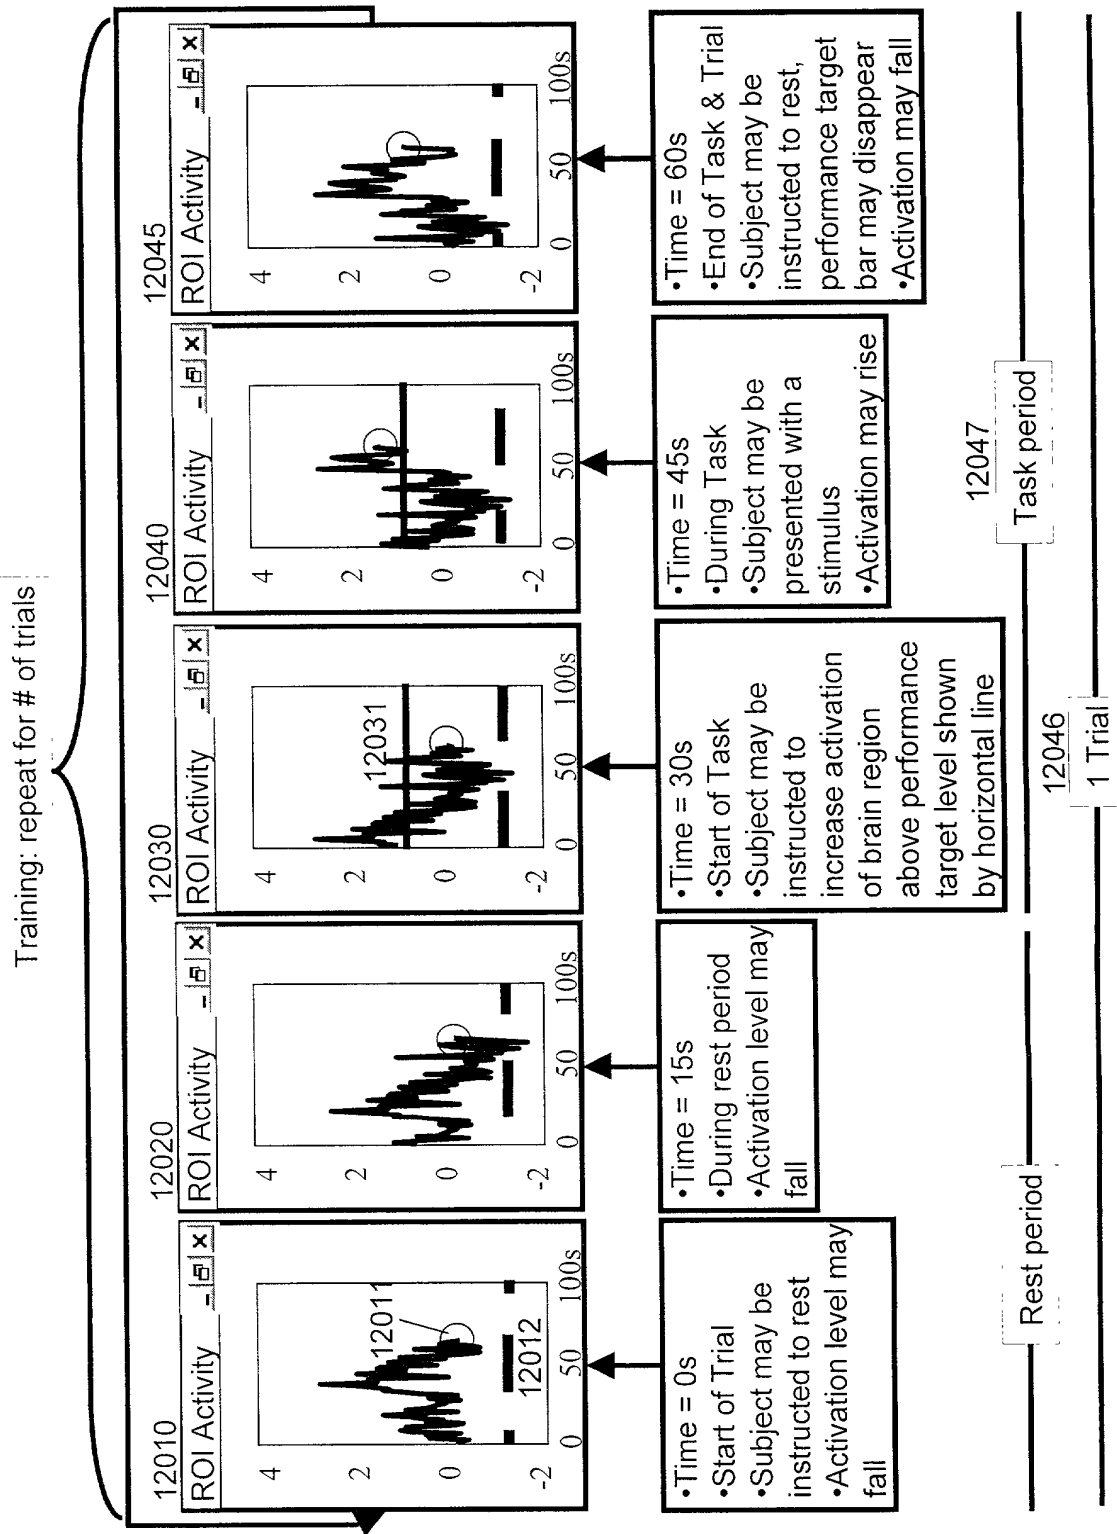 Training: repeat for # of trials
12010
ROI Activity
4
2
0
-2
0
50
100s
12011
12012
12020
ROI Activity
4
2
0
-2
0
50
100s
12030
ROI Activity
4
2
0
-2
0
50
100s
12031
12040
ROI Activity
4
2
0
-2
0
50
100s
12045
ROI Activity
4
2
0
-2
0
50
100s
•Time = 0s
•Start of Trial
•Subject may be
instructed to rest
•Activation level may
fall
•Time = 15s
•During rest period
•Activation level may
fall
•Time = 30s
•Start of Task
•Subject may be
instructed to
increase activation
of brain region
above performance
target level shown
by horizontal line
•Time = 45s
•During Task
•Subject may be
presented with a
stimulus
•Activation may rise
•Time = 60s
•End of Task & Trial
•Subject may be
instructed to rest,
performance target
bar may disappear
•Activation may fall
Rest period
12047
Task period
12046
1 Trial